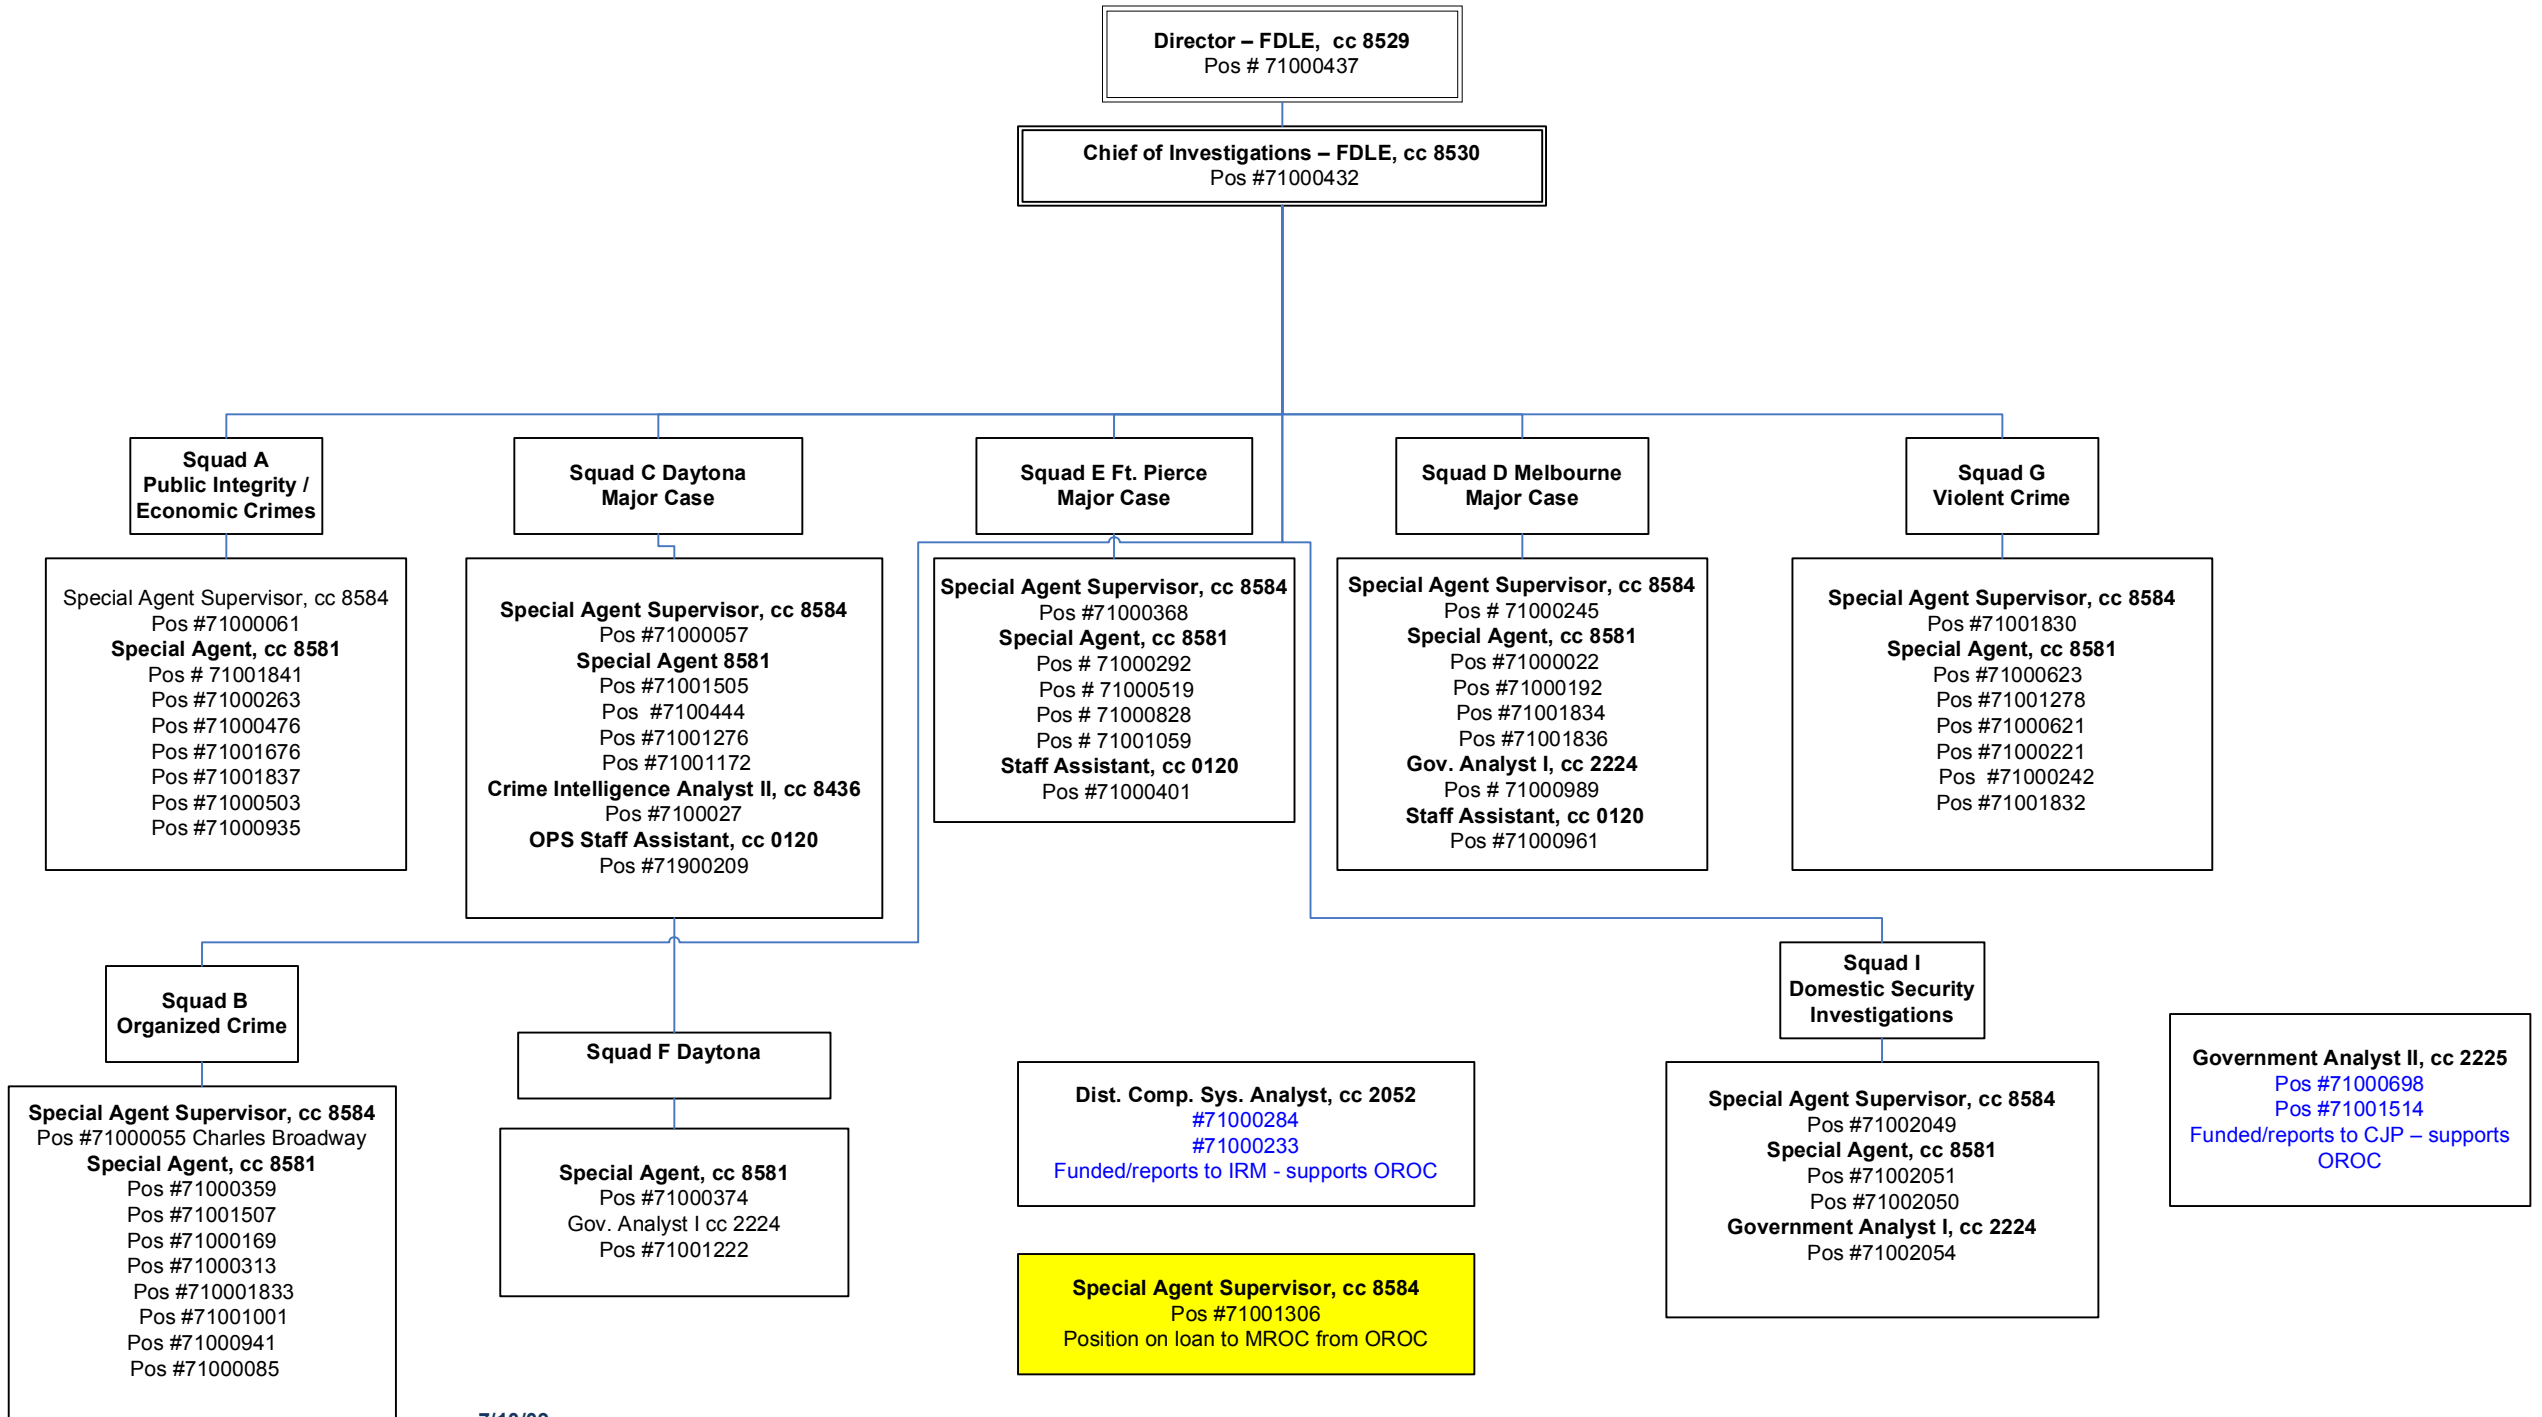 Director – FDLE, cc 8529
Pos # 71000437
Chief of Investigations – FDLE, cc 8530
Pos #71000432
Squad A
Public Integrity /
Economic Crimes
Special Agent Supervisor, cc 8584
Pos #71000061
Special Agent, cc 8581
Pos # 71001841
Pos #71000263
Pos #71000476
Pos #71001676
Pos #71001837
Pos #71000503
Pos #71000935
Squad C Daytona
Major Case
Special Agent Supervisor, cc 8584
Pos #71000057
Special Agent 8581
Pos #71001505
Pos #7100444
Pos #71001276
Pos #71001172
Crime Intelligence Analyst II, cc 8436
Pos #7100027
OPS Staff Assistant, cc 0120
Pos #71900209
Squad E Ft. Pierce
Major Case
Special Agent Supervisor, cc 8584
Pos #71000368
Special Agent, cc 8581
Pos # 71000292
Pos # 71000519
Pos # 71000828
Pos # 71001059
Staff Assistant, cc 0120
Pos #71000401
Squad D Melbourne
Major Case
Special Agent Supervisor, cc 8584
Pos # 71000245
Special Agent, cc 8581
Pos #71000022
Pos #71000192
Pos #71001834
Pos #71001836
Gov. Analyst I, cc 2224
Pos # 71000989
Staff Assistant, cc 0120
Pos #71000961
Squad G
Violent Crime
Special Agent Supervisor, cc 8584
Pos #71001830
Special Agent, cc 8581
Pos #71000623
Pos #71001278
Pos #71000621
Pos #71000221
Pos #71000242
Pos #71001832
Squad B
Organized Crime
Special Agent Supervisor, cc 8584
Pos #71000055 Charles Broadway
Special Agent, cc 8581
Pos #71000359
Pos #71001507
Pos #71000169
Pos #71000313
Pos #710001833
Pos #71001001
Pos #71000941
Pos #71000085
Squad F Daytona
Special Agent, cc 8581
Pos #71000374
Gov. Analyst I cc 2224
Pos #71001222
Dist. Comp. Sys. Analyst, cc 2052
#71000284
#71000233
Funded/reports to IRM - supports OROC
Special Agent Supervisor, cc 8584
Pos #71001306
Position on loan to MROC from OROC
Squad I
Domestic Security
Investigations
Special Agent Supervisor, cc 8584
Pos #71002049
Special Agent, cc 8581
Pos #71002051
Pos #71002050
Government Analyst I, cc 2224
Pos #71002054
Government Analyst II, cc 2225
Pos #71000698
Pos #71001514
Funded/reports to CJP – supports
OROC